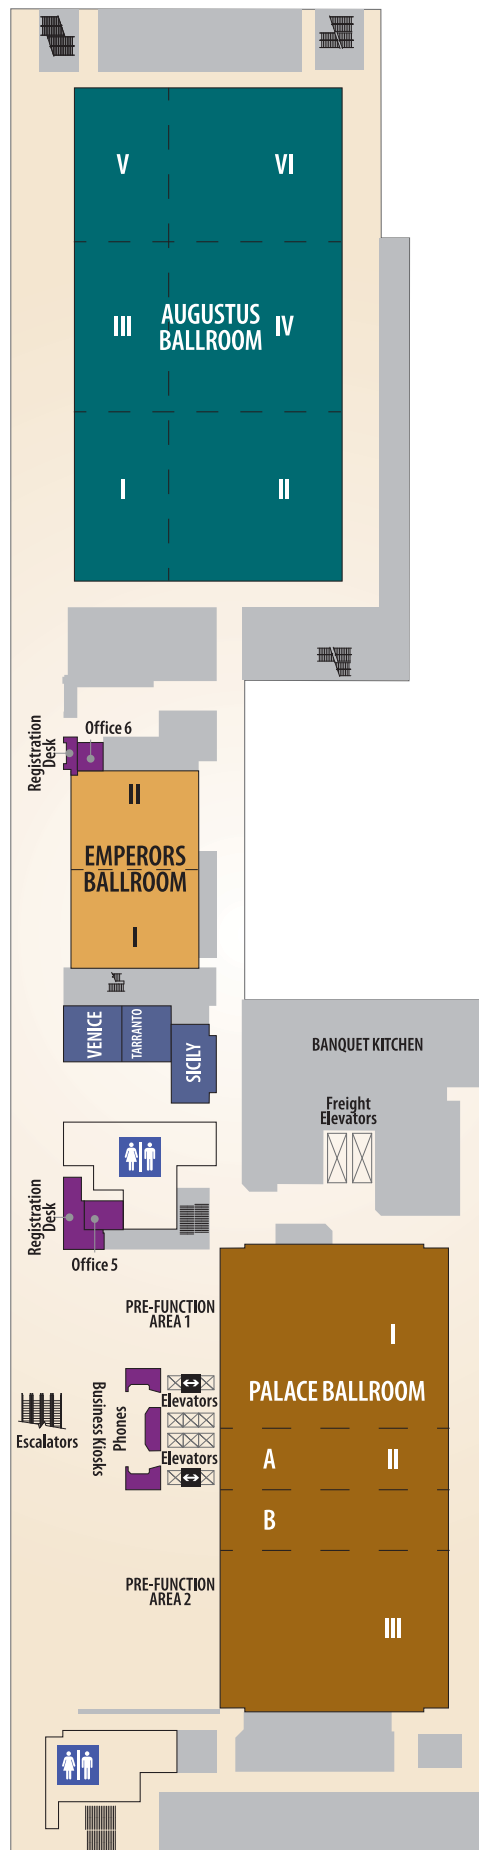 V
VI
AUGUSTUS
BALLROOM
III
IV
I
II
Office 6
Registration
Desk
II
EMPERORS
BALLROOM
I
VENICE
TARRANTO
SICILY
BANQUET KITCHEN
Freight
Elevators
Registration
Desk
Office 5
PRE-FUNCTION
AREA 1
I
PALACE BALLROOM
Elevators
Business Kiosks
Phones
Escalators
Elevators
A
II
B
PRE-FUNCTION
AREA 2
III